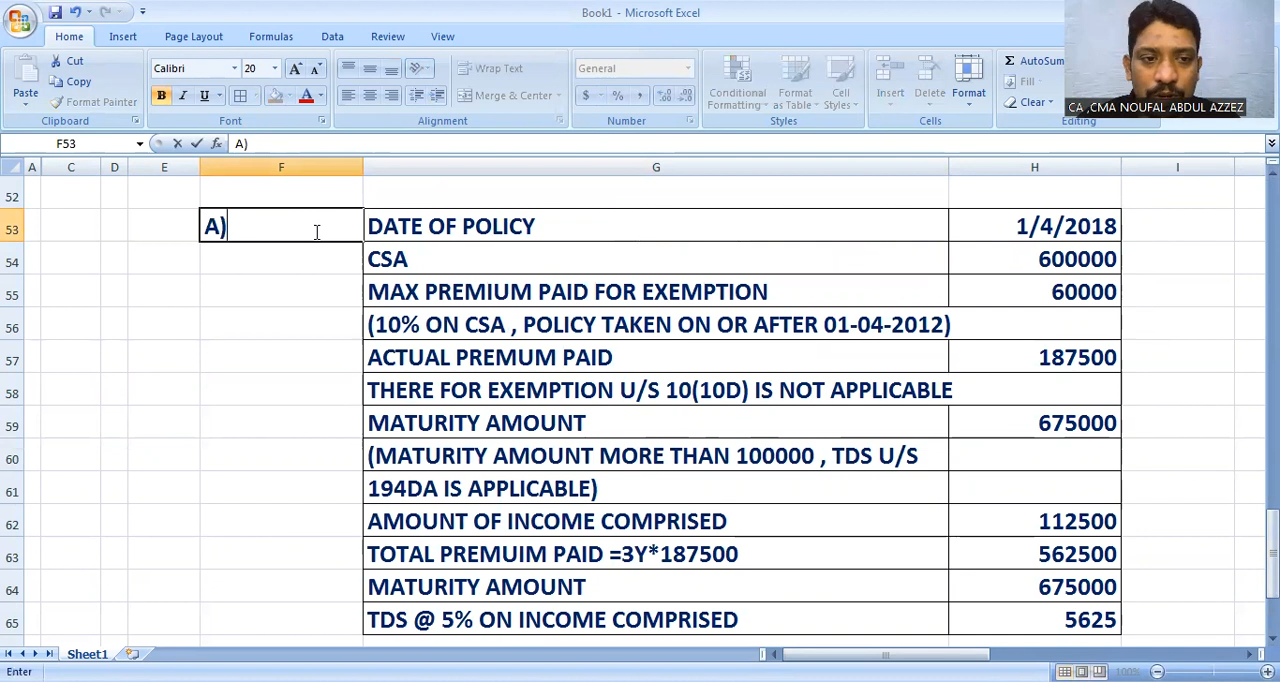 Book1 - Microsoft Excel
Home Insert Page Layout Formulas Data Review View
Paste Cut Copy Format Painter Clipboard
Calibri 20 A A B I U A Font
Wrap Text Merge & Center Alignment
General $ % , Number
Conditional Formatting Format as Table Cell Styles Styles
Insert Delete Format Cells
Σ AutoSum Fill Clear Editing
CA ,CMA NOUFAL ABDUL AZZEZ
F53 fx A)
A C D E F G H I
52
53 A) DATE OF POLICY 1/4/2018
54 CSA 600000
55 MAX PREMIUM PAID FOR EXEMPTION 60000
56 (10% ON CSA , POLICY TAKEN ON OR AFTER 01-04-2012)
57 ACTUAL PREMUM PAID 187500
58 THERE FOR EXEMPTION U/S 10(10D) IS NOT APPLICABLE
59 MATURITY AMOUNT 675000
60 (MATURITY AMOUNT MORE THAN 100000 , TDS U/S
61 194DA IS APPLICABLE)
62 AMOUNT OF INCOME COMPRISED 112500
63 TOTAL PREMUIM PAID =3Y*187500 562500
64 MATURITY AMOUNT 675000
65 TDS @ 5% ON INCOME COMPRISED 5625
Sheet1
Enter 100%